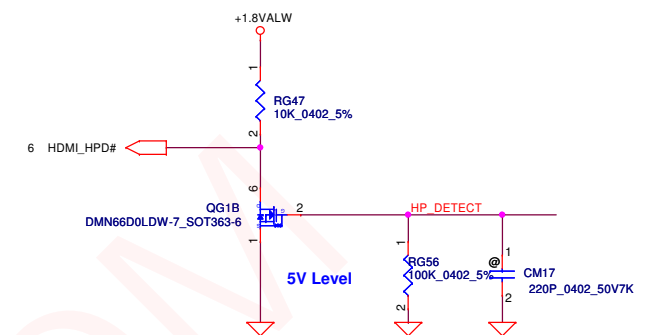 +1.8VALW
1
RG47
10K_0402_5%
2
6 HDMI_HPD#
6
QG1B
DMN66D0LDW-7_SOT363-6
2
HP_DETECT
1
1
RG56
100K_0402_5%
2
@
1
CM17
220P_0402_50V7K
2
5V Level